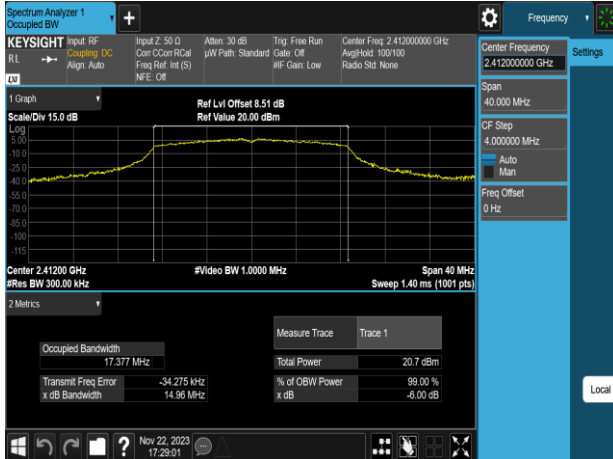 Spectrum Analyzer 1
Occupied BW
Frequency
KEYSIGHT
RL
LXI
Input: RF
Coupling: DC
Align: Auto
Input Z: 50 Ω
Corr CCorr RCal
Freq Ref: Int (S)
NFE: Off
Atten: 30 dB
µW Path: Standard
Trig: Free Run
Gate: Off
#IF Gain: Low
Center Freq: 2.412000000 GHz
Avg|Hold: 100/100
Radio Std: None
1 Graph
Scale/Div 15.0 dB
Ref Lvl Offset 8.51 dB
Ref Value 20.00 dBm
Log
5.00
-10.0
-25.0
-40.0
-55.0
-70.0
-85.0
-100
-115
Center 2.41200 GHz
#Res BW 300.00 kHz
#Video BW 1.0000 MHz
Span 40 MHz
Sweep 1.40 ms (1001 pts)
2 Metrics
Occupied Bandwidth
17.377 MHz
Transmit Freq Error -34.275 kHz
x dB Bandwidth 14.96 MHz
Measure Trace Trace 1
Total Power 20.7 dBm
% of OBW Power 99.00 %
x dB -6.00 dB
Center Frequency
2.412000000 GHz
Settings
Span
40.000 MHz
CF Step
4.000000 MHz
Auto
Man
Freq Offset
0 Hz
Local
?
Nov 22, 2023
17:29:01